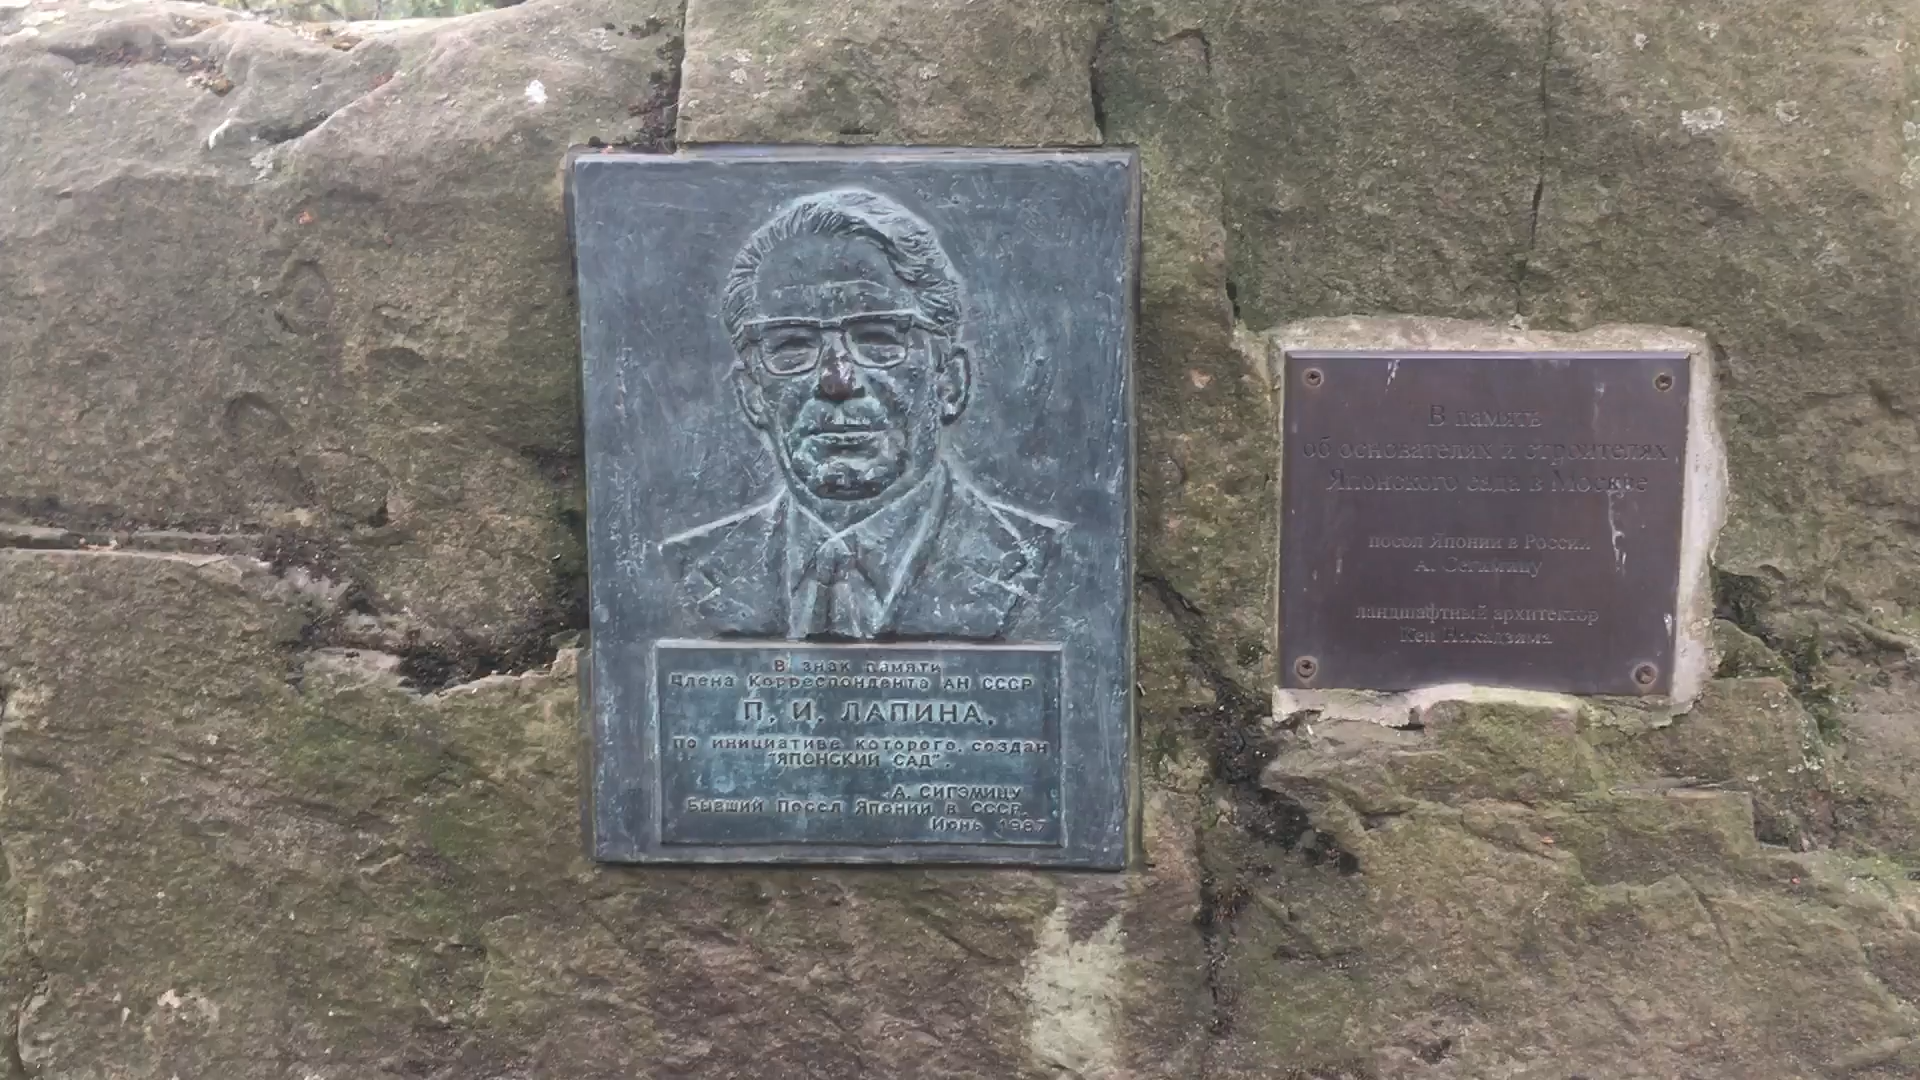 В знак памяти
Члена Корреспондента АН СССР
П. И. ЛАПИНА,
по инициативе которого, создан
"ЯПОНСКИЙ САД".
А. СИГЭМИЦУ
Бывший Посол Японии в СССР.
Июнь 1987
В память
об основателях и строителях
Японского сада в Москве
посол Японии в России
А. Сегимицу
ландшафтный архитектор
Кен Накадзима